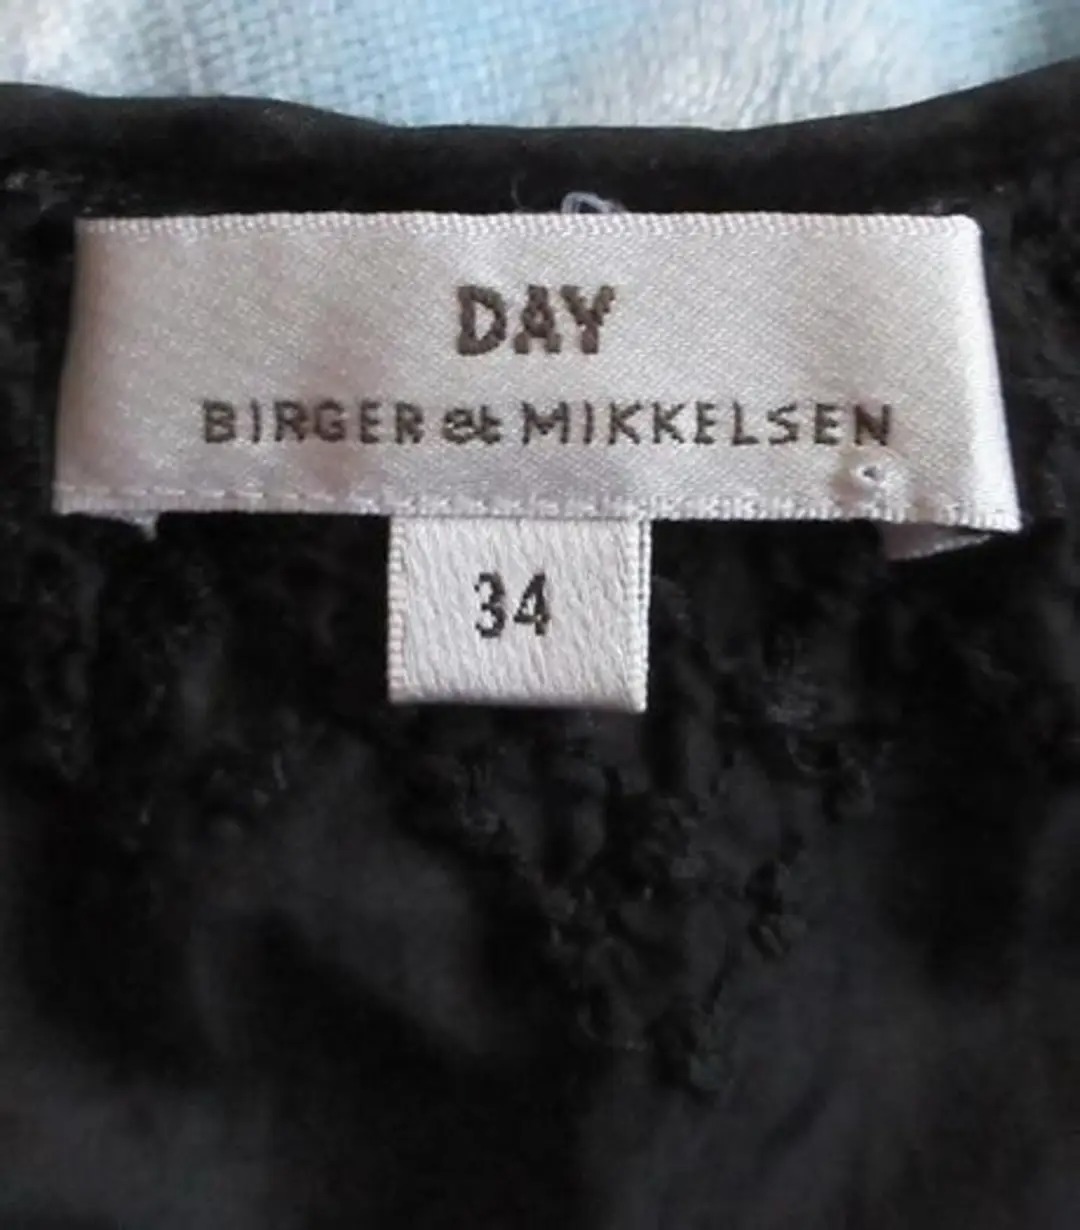 DAY
BIRGER et MIKKELSEN
34